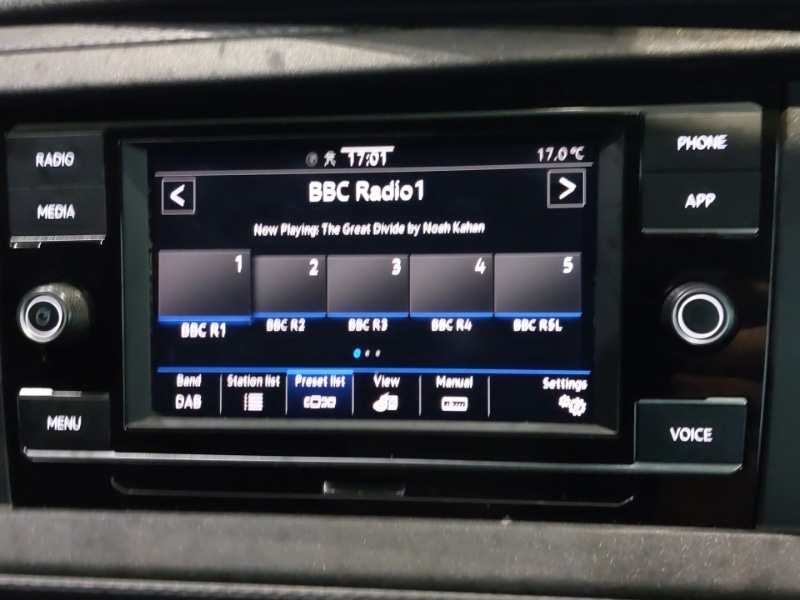 RADIO
MEDIA
MENU
17:01
17.0°C
< BBC Radio1 >
Now Playing: The Great Divide by Noah Kahan
1 2 3 4 5
BBC R1 BBC R2 BBC R3 BBC R4 BBC R5L
Band Station list Preset list View Manual Settings
DAB
PHONE
APP
VOICE